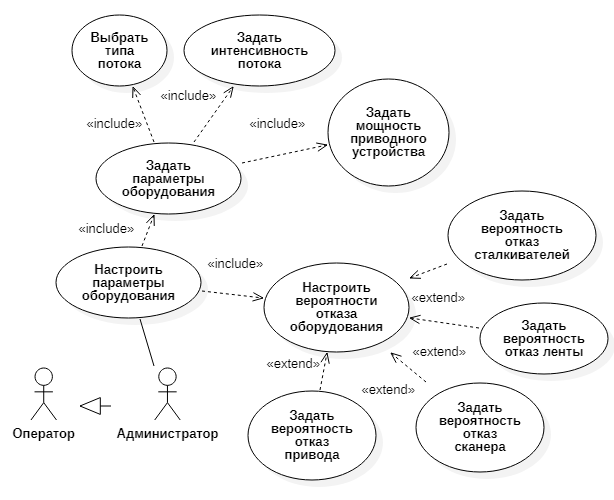 Выбрать
типа
потока
Задать
интенсивность
потока
«include»
«include»
«include»
Задать
мощность
приводного
устройства
Задать
параметры
оборудования
«include»
Задать
вероятность
отказ
сталкивателей
Настроить
параметры
оборудования
«include»
Настроить
вероятности
отказа
оборудования
«extend»
Задать
вероятность
отказ ленты
«extend»
«extend»
«extend»
Оператор
Администратор
Задать
вероятность
отказ
привода
Задать
вероятность
отказ
сканера